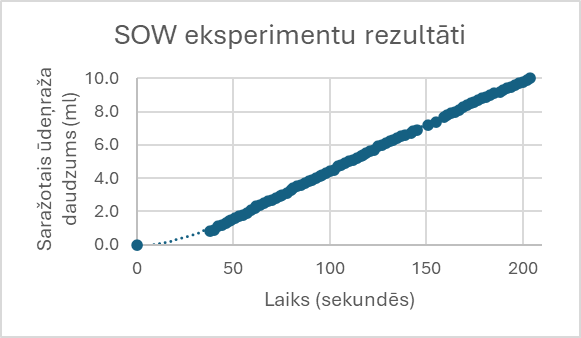 SOW eksperimentu rezultāti
Saražotais ūdeņraža
daudzums (ml)
10.0
8.0
6.0
4.0
2.0
0.0
0 50 100 150 200
Laiks (sekundēs)